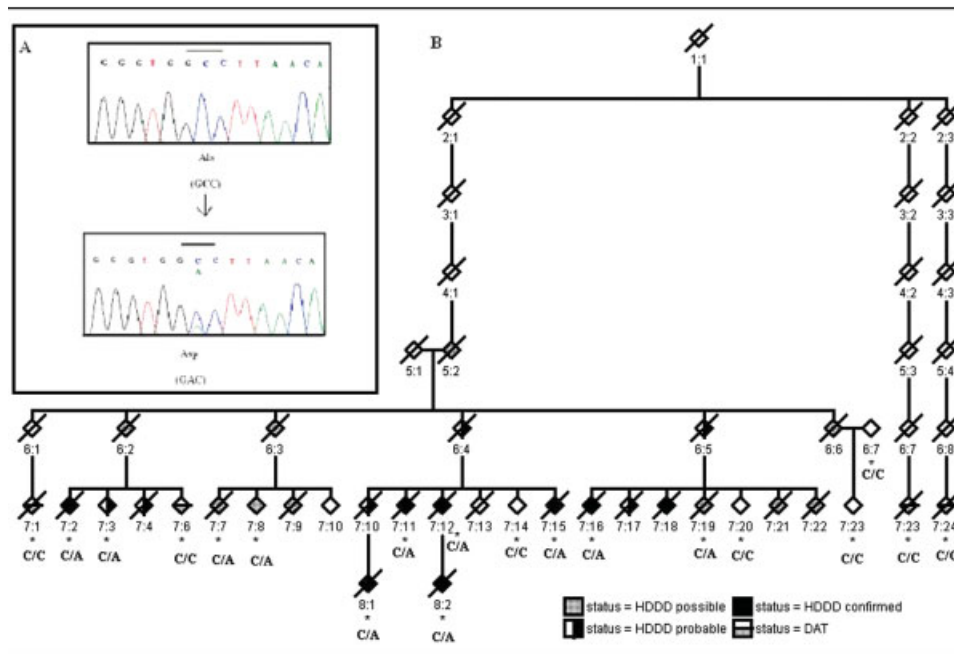 A
G G G T G G C C T T A A C A
Ala
(GCC)
G G G T G G C C T T A A C A
A
Asp
(GAC)
B
1:1
2:1 2:2 2:3
3:1 3:2 3:3
4:1 4:2 4:3
5:1 5:2 5:3 5:4
6:1 6:2 6:3 6:4 6:5 6:6 6:7 6:7 6:8
*
C/C
7:1 7:2 7:3 7:4 7:6 7:7 7:8 7:9 7:10 7:10 7:11 7:12 7:13 7:14 7:15 7:16 7:17 7:18 7:19 7:20 7:21 7:22 7:23 7:23 7:24
* * * * * * * * * * * * * * * *
C/C C/A C/A C/C C/A C/A C/A C/A C/C C/A C/A C/A C/C C/C C/C C/C
8:1 8:2
* *
C/A C/A
status = HDDD possible status = HDDD confirmed
status = HDDD probable status = DAT